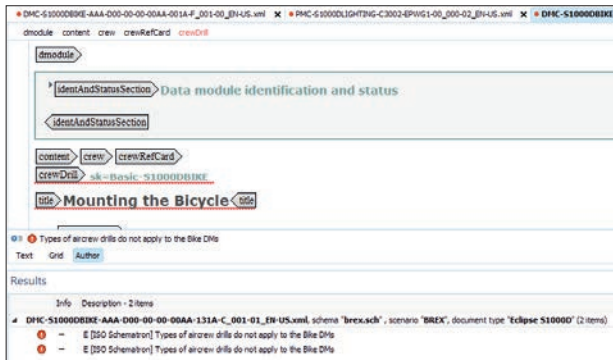 DMC-S1000DBIKE-AAA-D00-00-00-00AA-001A-F_001-00_EN-US.xml × PMC-S1000DLIGHTING-C3002-EPWG1-00_000-02_EN-US.xml × DMC-S1000DBIKE
dmodule content crew crewRefCard crewDrill
dmodule
identAndStatusSection Data module identification and status
identAndStatusSection
content crew crewRefCard
crewDrill sk=Basic-S1000DBIKE
title Mounting the Bicycle title
Types of aircrew drills do not apply to the Bike DMs
Text Grid Author
Results
Info Description - 2 items
DMC-S1000DBIKE-AAA-D00-00-00-00AA-131A-C_001-01_EN-US.xml, schema "brex.sch", scenario "BREX", document type "Eclipse S1000D" (2 items)
E [ISO Schematron] Types of aircrew drills do not apply to the Bike DMs
E [ISO Schematron] Types of aircrew drills do not apply to the Bike DMs